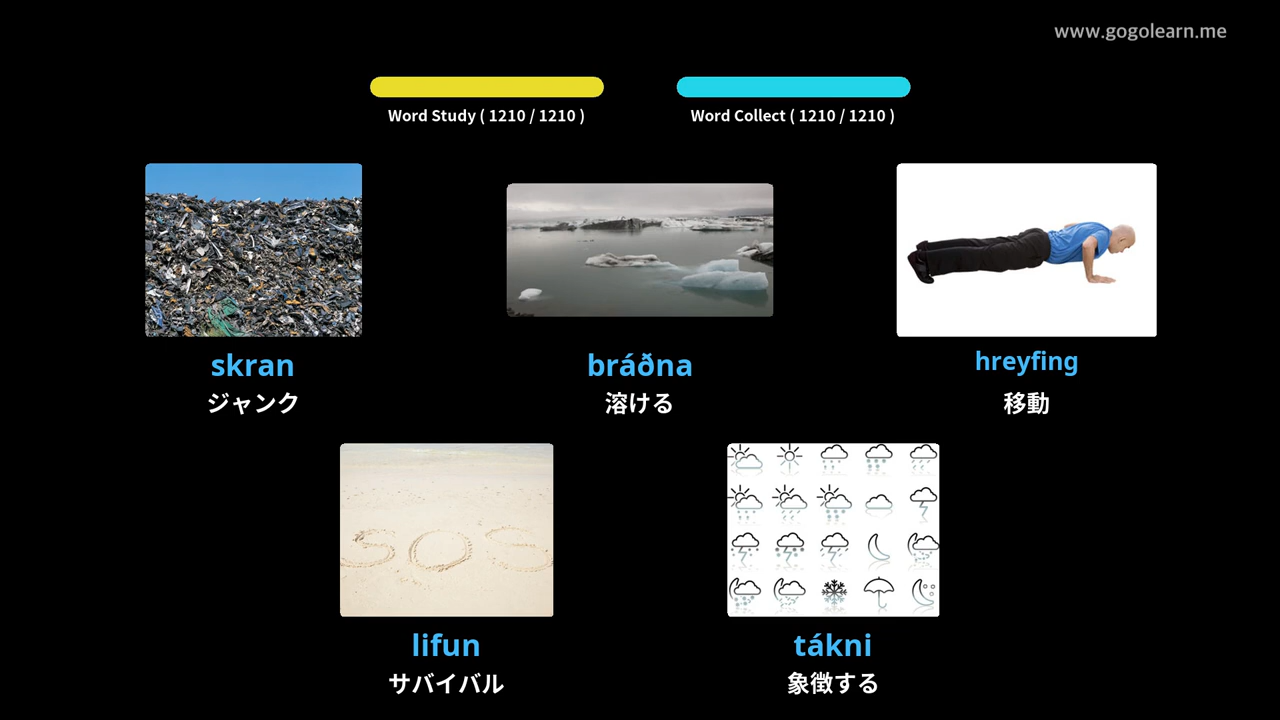 www.gogolearn.me
Word Study ( 1210 / 1210 )
Word Collect ( 1210 / 1210 )
skran
ジャンク
bráðna
溶ける
hreyfing
移動
SOS
lifun
サバイバル
tákni
象徴する